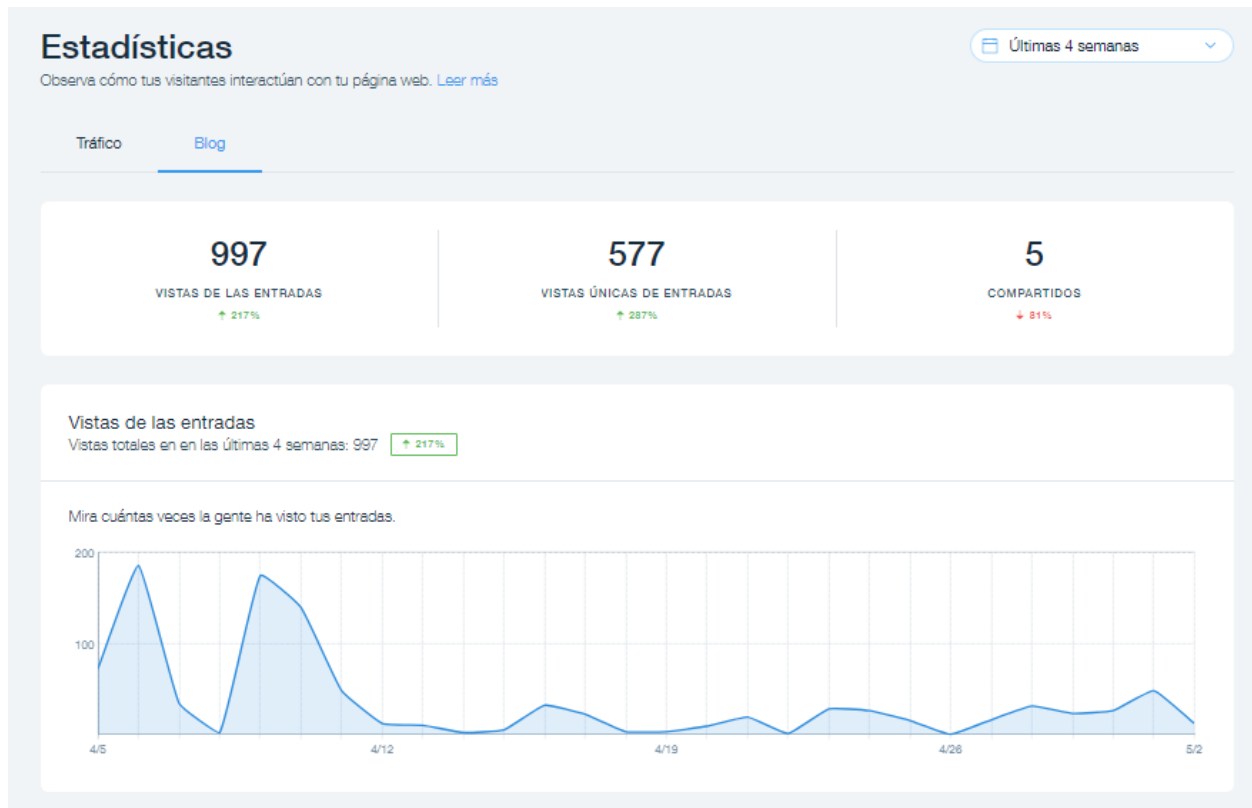 Estadísticas
Últimas 4 semanas
Observa cómo tus visitantes interactúan con tu página web. Leer más
Tráfico Blog
997 577 5
VISTAS DE LAS ENTRADAS VISTAS ÚNICAS DE ENTRADAS COMPARTIDOS
↑ 217% ↑ 287% ↓ 81%
Vistas de las entradas
Vistas totales en en las últimas 4 semanas: 997 ↑ 217%
Mira cuántas veces la gente ha visto tus entradas.
200
100
4/5 4/12 4/19 4/26 5/2